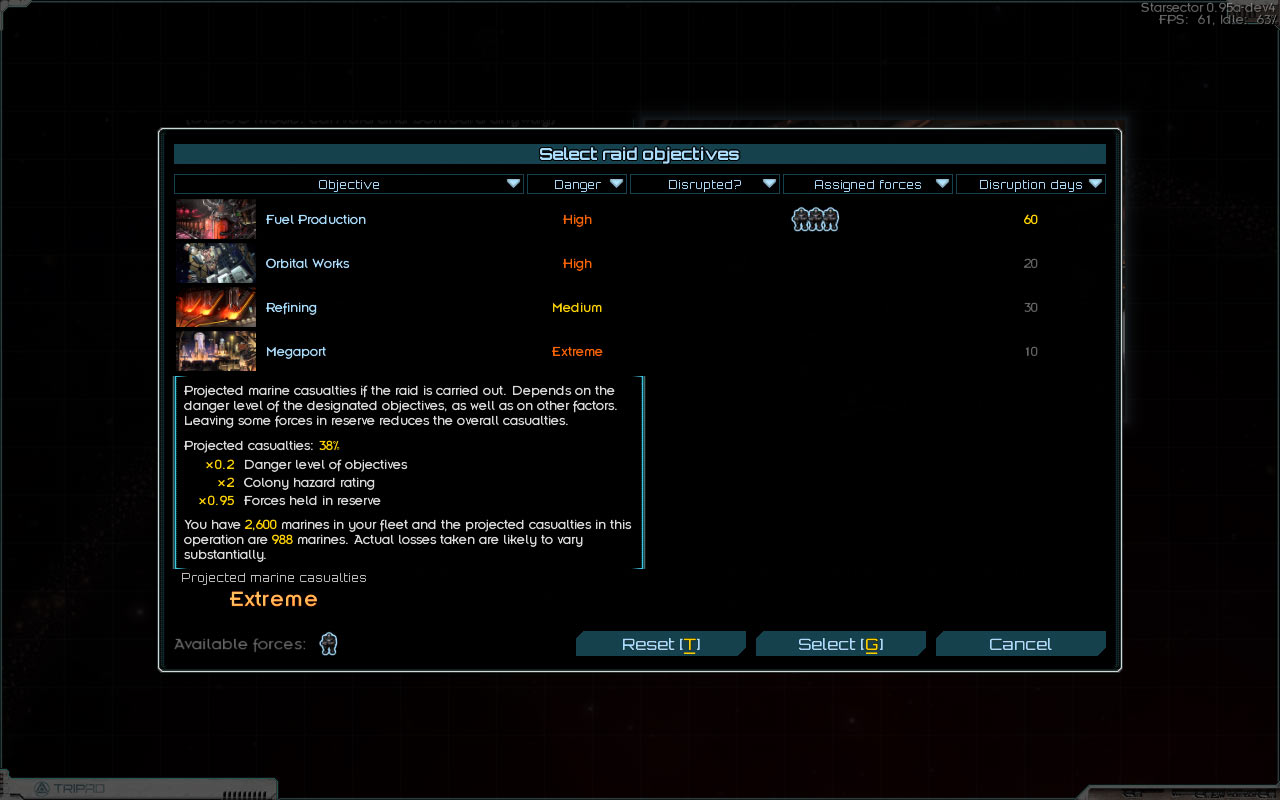 Starsector 0.95a-dev4
FPS: 61, Idle: 63%
Select raid objectives
Objective Danger Disrupted? Assigned forces Disruption days
Fuel Production High 60
Orbital Works High 20
Refining Medium 30
Megaport Extreme 10
Projected marine casualties if the raid is carried out. Depends on the
danger level of the designated objectives, as well as on other factors.
Leaving some forces in reserve reduces the overall casualties.
Projected casualties: 38%
×0.2 Danger level of objectives
×2 Colony hazard rating
×0.95 Forces held in reserve
You have 2,600 marines in your fleet and the projected casualties in this
operation are 988 marines. Actual losses taken are likely to vary
substantially.
Projected marine casualties
Extreme
Available forces: Reset [T] Select [G] Cancel
TRIPAD